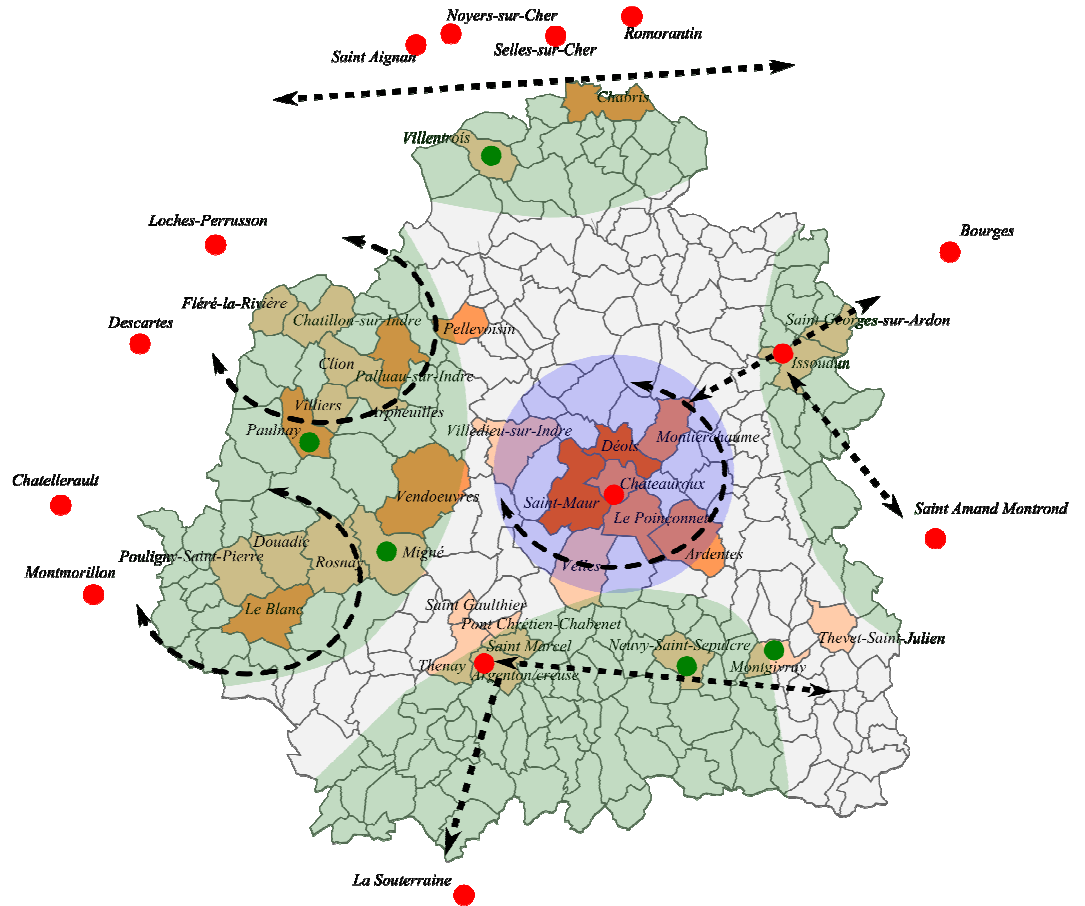 Noyers-sur-Cher
Romorantin
Selles-sur-Cher
Saint Aignan
Chabris
Villentrois
Loches-Perrusson
Bourges
Fléré-la-Rivière
Chatillon-sur-Indre
Saint Georges-sur-Ardon
Descartes
Pellevoisin
Clion
Issoudun
Palluau-sur-Indre
Villiers
Arpheuilles
Paulnay
Villedieu-sur-Indre
Montierchaume
Déols
Chatellerault
Chateauroux
Vendoeuvres
Saint-Maur
Saint Amand Montrond
Le Poinçonnet
Douadic
Migné
Ardentes
Pouligny-Saint-Pierre
Rosnay
Velles
Montmorillon
Le Blanc
Saint Gaulthier
Pont Chrétien-Chabenet
Thevet-Saint-Julien
Saint Marcel
Neuvy-Saint-Sepulcre
Thenay
Montgivray
Argenton/creuse
La Souterraine